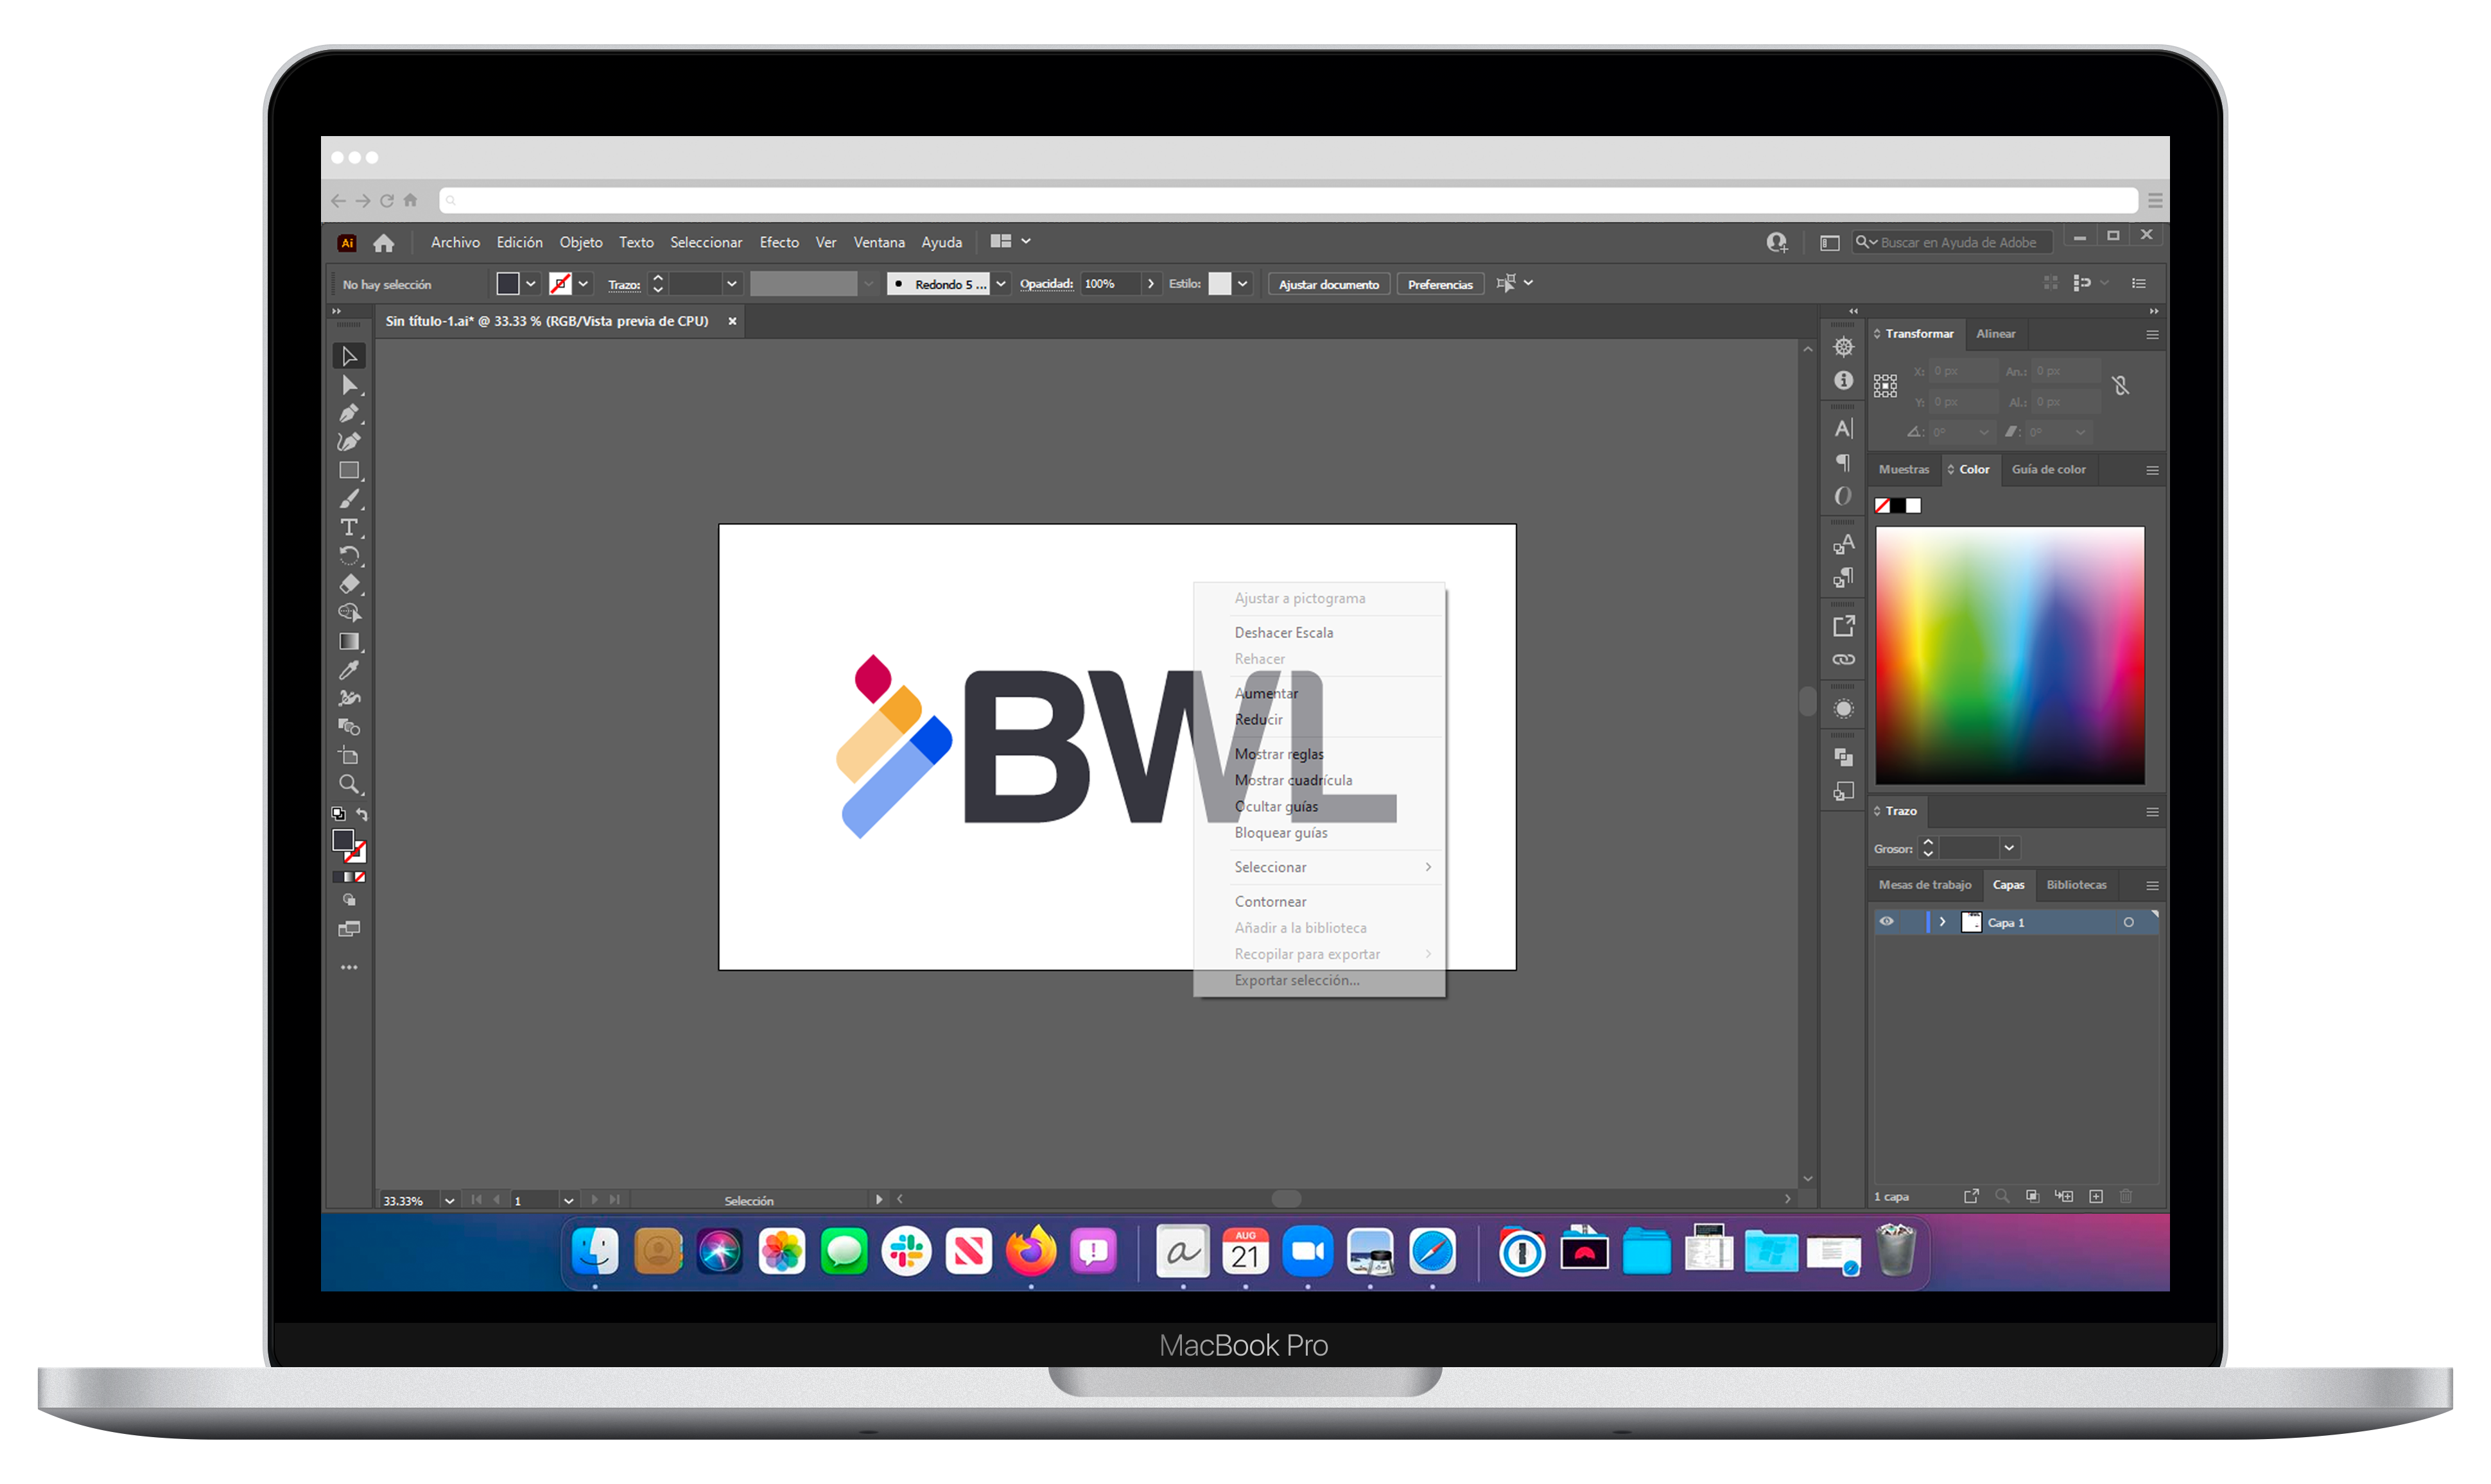 Ai Archivo Edición Objeto Texto Seleccionar Efecto Ver Ventana Ayuda Buscar en Ayuda de Adobe
No hay selección Trazo: Redondo 5 ... Opacidad: 100% Estilo: Ajustar documento Preferencias
Sin título-1.ai* @ 33.33 % (RGB/Vista previa de CPU)
Transformar Alinear
X: 0 px An.: 0 px
Y: 0 px Al.: 0 px
0° 0°
Muestras Color Guía de color
BWL
Ajustar a pictograma
Deshacer Escala
Rehacer
Aumentar
Reducir
Mostrar reglas
Mostrar cuadrícula
Ocultar guías
Bloquear guías
Seleccionar
Contornear
Añadir a la biblioteca
Recopilar para exportar
Exportar selección...
Trazo
Grosor:
Mesas de trabajo Capas Bibliotecas
Capa 1
33.33% 1 Selección
1 capa
AUG
21
MacBook Pro